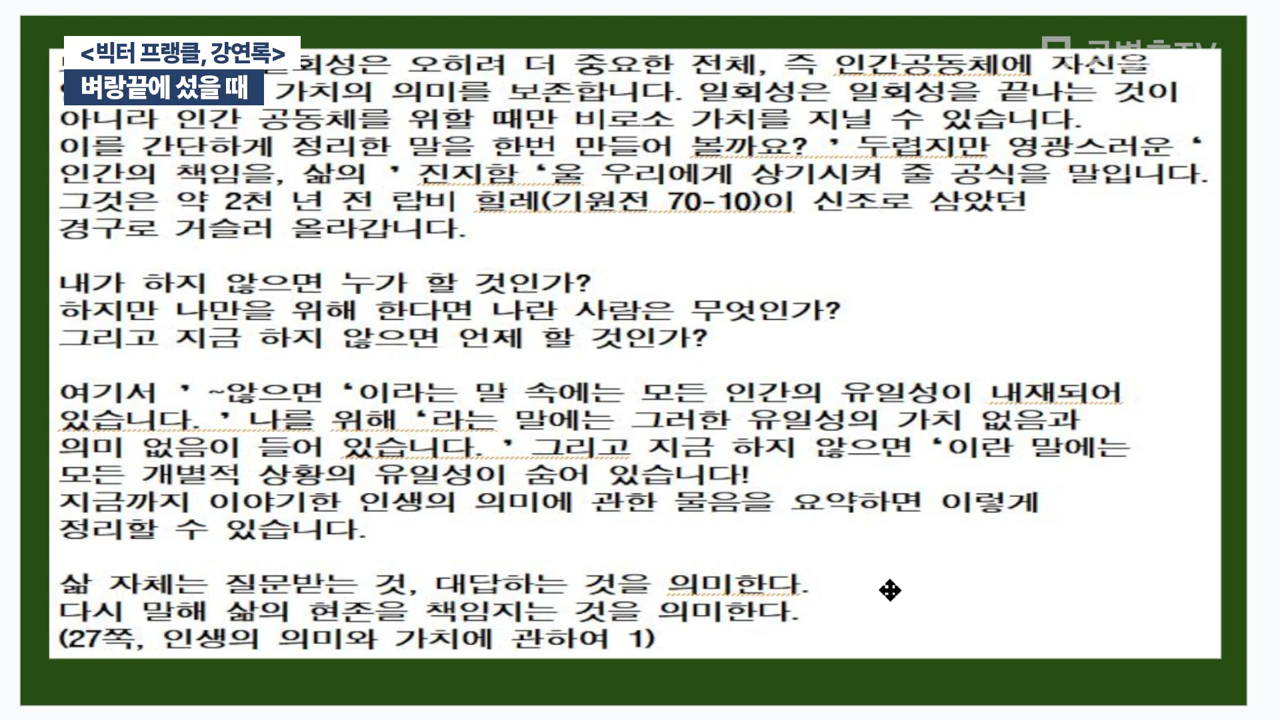 <빅터 프랭클, 강연록>
벼랑끝에 섰을 때
일회성은 오히려 더 중요한 전체, 즉 인간공동체에 자신을
가치의 의미를 보존합니다. 일회성은 일회성을 끝나는 것이
아니라 인간 공동체를 위할 때만 비로소 가치를 지닐 수 있습니다.
이를 간단하게 정리한 말을 한번 만들어 볼까요? ’ 두렵지만 영광스러운 ‘
인간의 책임을, 삶의 ’ 진지함 ‘울 우리에게 상기시켜 줄 공식을 말입니다.
그것은 약 2천 년 전 랍비 힐레(기원전 70-10)이 신조로 삼았던
경구로 거슬러 올라갑니다.
내가 하지 않으면 누가 할 것인가?
하지만 나만을 위해 한다면 나란 사람은 무엇인가?
그리고 지금 하지 않으면 언제 할 것인가?
여기서 ’ ~않으면 ‘이라는 말 속에는 모든 인간의 유일성이 내재되어
있습니다. ’ 나를 위해 ‘라는 말에는 그러한 유일성의 가치 없음과
의미 없음이 들어 있습니다. ’ 그리고 지금 하지 않으면 ‘이란 말에는
모든 개별적 상황의 유일성이 숨어 있습니다!
지금까지 이야기한 인생의 의미에 관한 물음을 요약하면 이렇게
정리할 수 있습니다.
삶 자체는 질문받는 것, 대답하는 것을 의미한다.
다시 말해 삶의 현존을 책임지는 것을 의미한다.
(27쪽, 인생의 의미와 가치에 관하여 1)